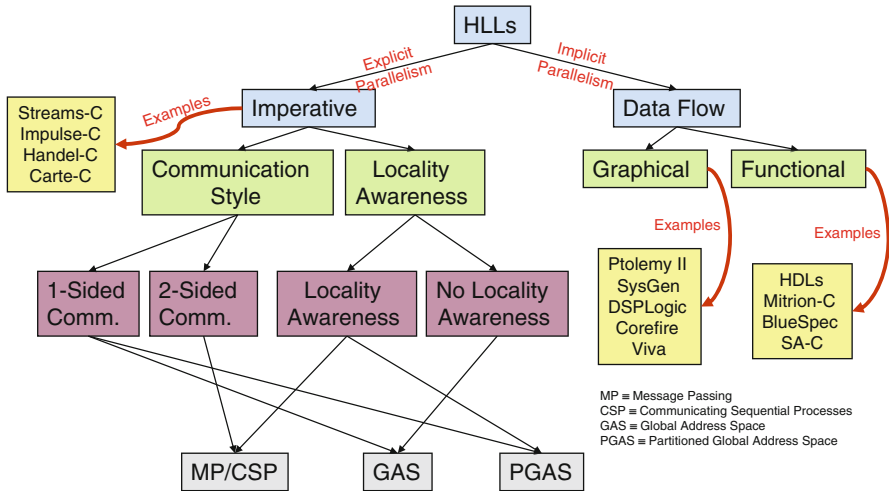 HLLs
Explicit
Parallelism
Implicit
Parallelism
Imperative
Data Flow
Examples
Streams-C
Impulse-C
Handel-C
Carte-C
Communication
Style
Locality
Awareness
Graphical
Functional
Examples
Examples
1-Sided
Comm.
2-Sided
Comm.
Locality
Awareness
No Locality
Awareness
Ptolemy II
SysGen
DSPLogic
Corefire
Viva
HDLs
Mitrion-C
BlueSpec
SA-C
MP ≡ Message Passing
CSP ≡ Communicating Sequential Processes
GAS ≡ Global Address Space
PGAS ≡ Partitioned Global Address Space
MP/CSP
GAS
PGAS